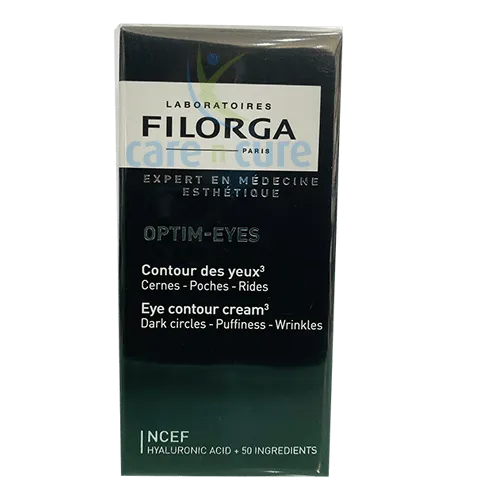 LABORATOIRES
FILORGA
PARIS
care n cure
EXPERT EN MÉDECINE
ESTHÉTIQUE
OPTIM-EYES
Contour des yeux³
Cernes - Poches - Rides
Eye contour cream³
Dark circles - Puffiness - Wrinkles
NCEF
HYALURONIC ACID + 50 INGREDIENTS